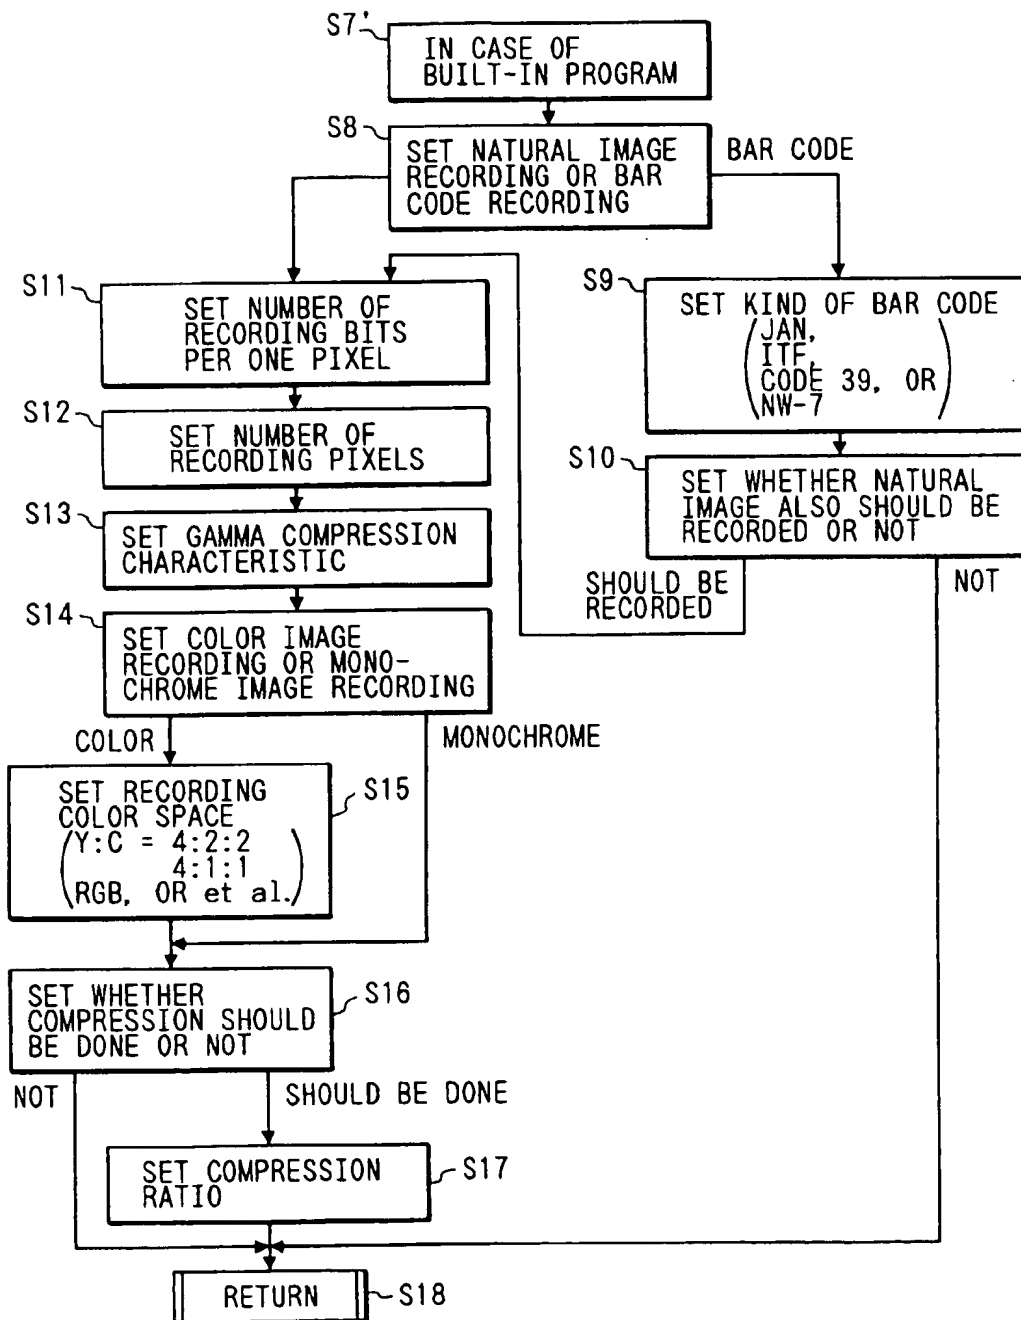 S7'
IN CASE OF
BUILT-IN PROGRAM
S8
SET NATURAL IMAGE
RECORDING OR BAR
CODE RECORDING
BAR CODE
S11
SET NUMBER OF
RECORDING BITS
PER ONE PIXEL
S9
SET KIND OF BAR CODE
(JAN,
ITF,
CODE 39, OR
NW-7)
S12
SET NUMBER OF
RECORDING PIXELS
S10
SET WHETHER NATURAL
IMAGE ALSO SHOULD BE
RECORDED OR NOT
S13
SET GAMMA COMPRESSION
CHARACTERISTIC
SHOULD BE
RECORDED
NOT
S14
SET COLOR IMAGE
RECORDING OR MONO-
CHROME IMAGE RECORDING
COLOR
MONOCHROME
SET RECORDING
COLOR SPACE
(Y:C = 4:2:2
4:1:1
RGB, OR et al.)
S15
SET WHETHER
COMPRESSION SHOULD
BE DONE OR NOT
S16
NOT
SHOULD BE DONE
SET COMPRESSION
RATIO
S17
RETURN
S18